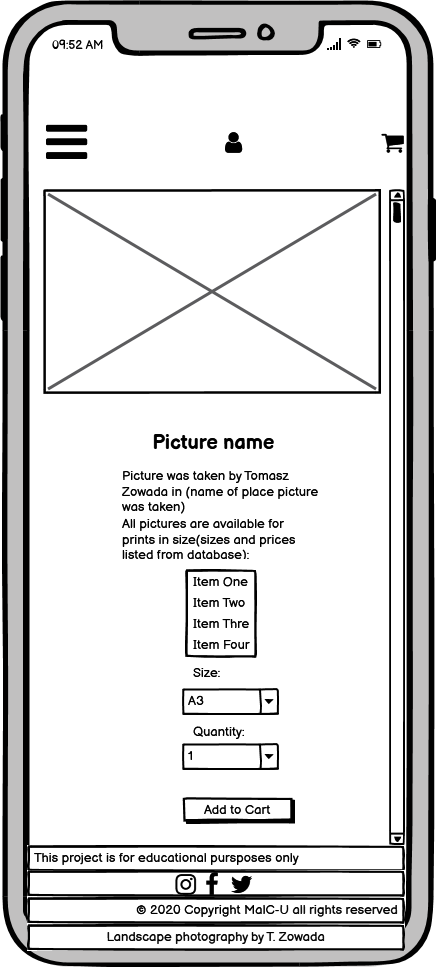 09:52 AM
Picture name
Picture was taken by Tomasz
Zowada in (name of place picture
was taken)
All pictures are available for
prints in size(sizes and prices
listed from database):
Item One
Item Two
Item Thre
Item Four
Size:
A3
Quantity:
1
Add to Cart
This project is for educational pursposes only
© 2020 Copyright MalC-U all rights reserved
Landscape photography by T. Zowada